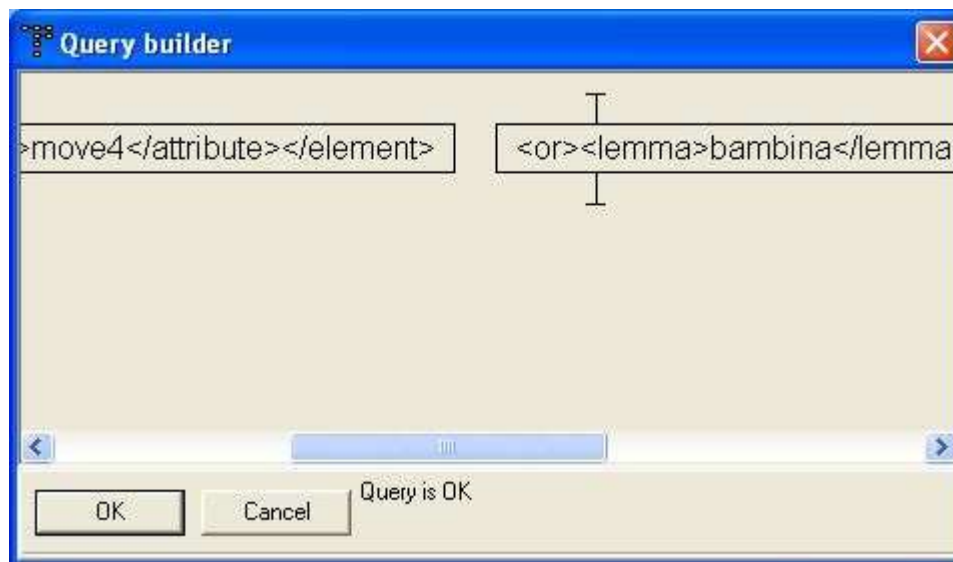 Query builder
>move4</attribute></element>
<or><lemma>bambina</lemma
Query is OK
OK
Cancel